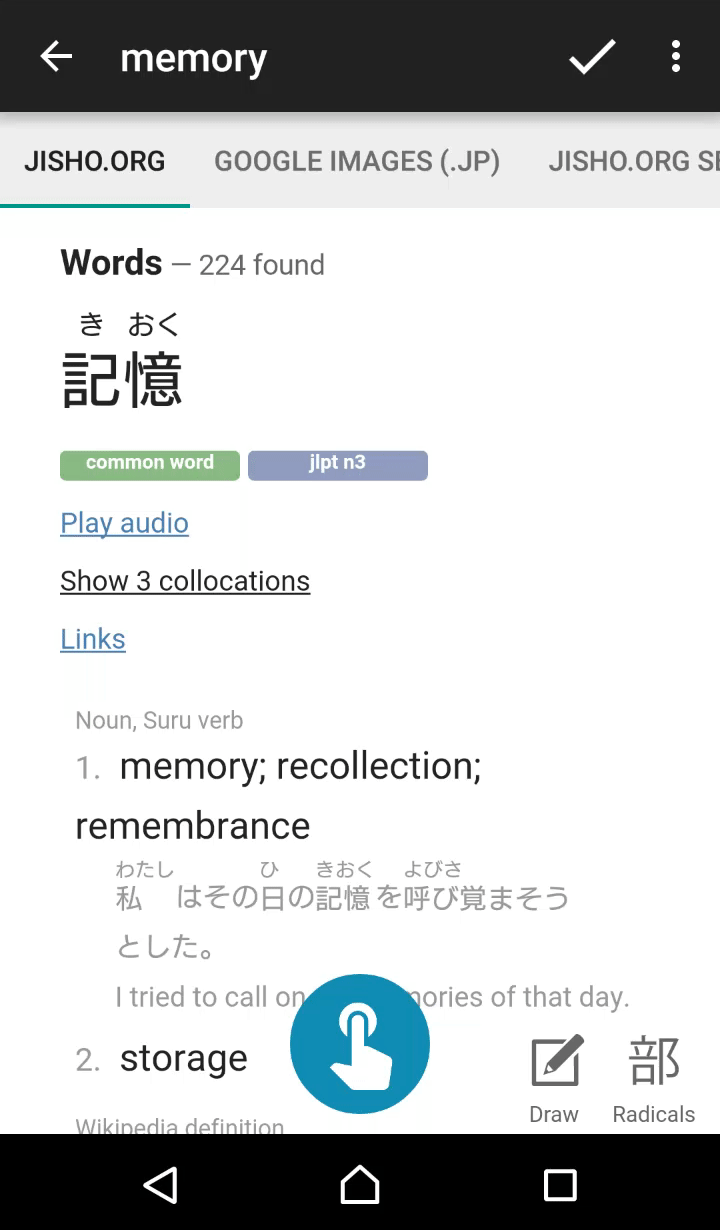 memory
JISHO.ORG GOOGLE IMAGES (.JP) JISHO.ORG SE
Words — 224 found
き おく
記憶
common word jlpt n3
Play audio
Show 3 collocations
Links
Noun, Suru verb
1. memory; recollection;
remembrance
わたし ひ きおく よびさ
私 はその日の記憶を呼び覚まそう
とした。
I tried to call on mories of that day.
2. storage
Draw Radicals
部
Wikipedia definition